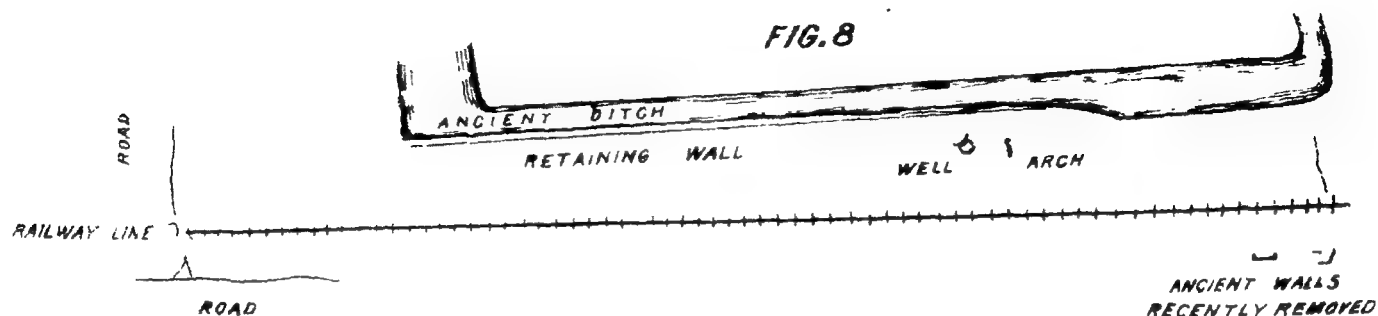 FIG. 8
ROAD
ANCIENT DITCH
RETAINING WALL
WELL
ARCH
RAILWAY LINE
ANCIENT WALLS
RECENTLY REMOVED
ROAD